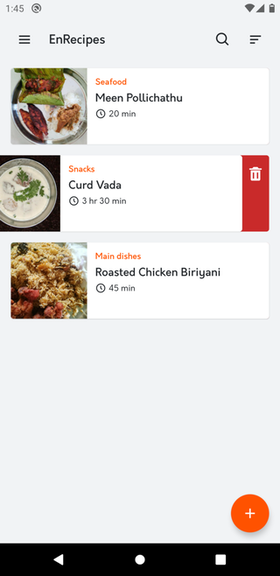 1:45
EnRecipes
Seafood
Meen Pollichathu
20 min
Snacks
Curd Vada
3 hr 30 min
Main dishes
Roasted Chicken Biriyani
45 min